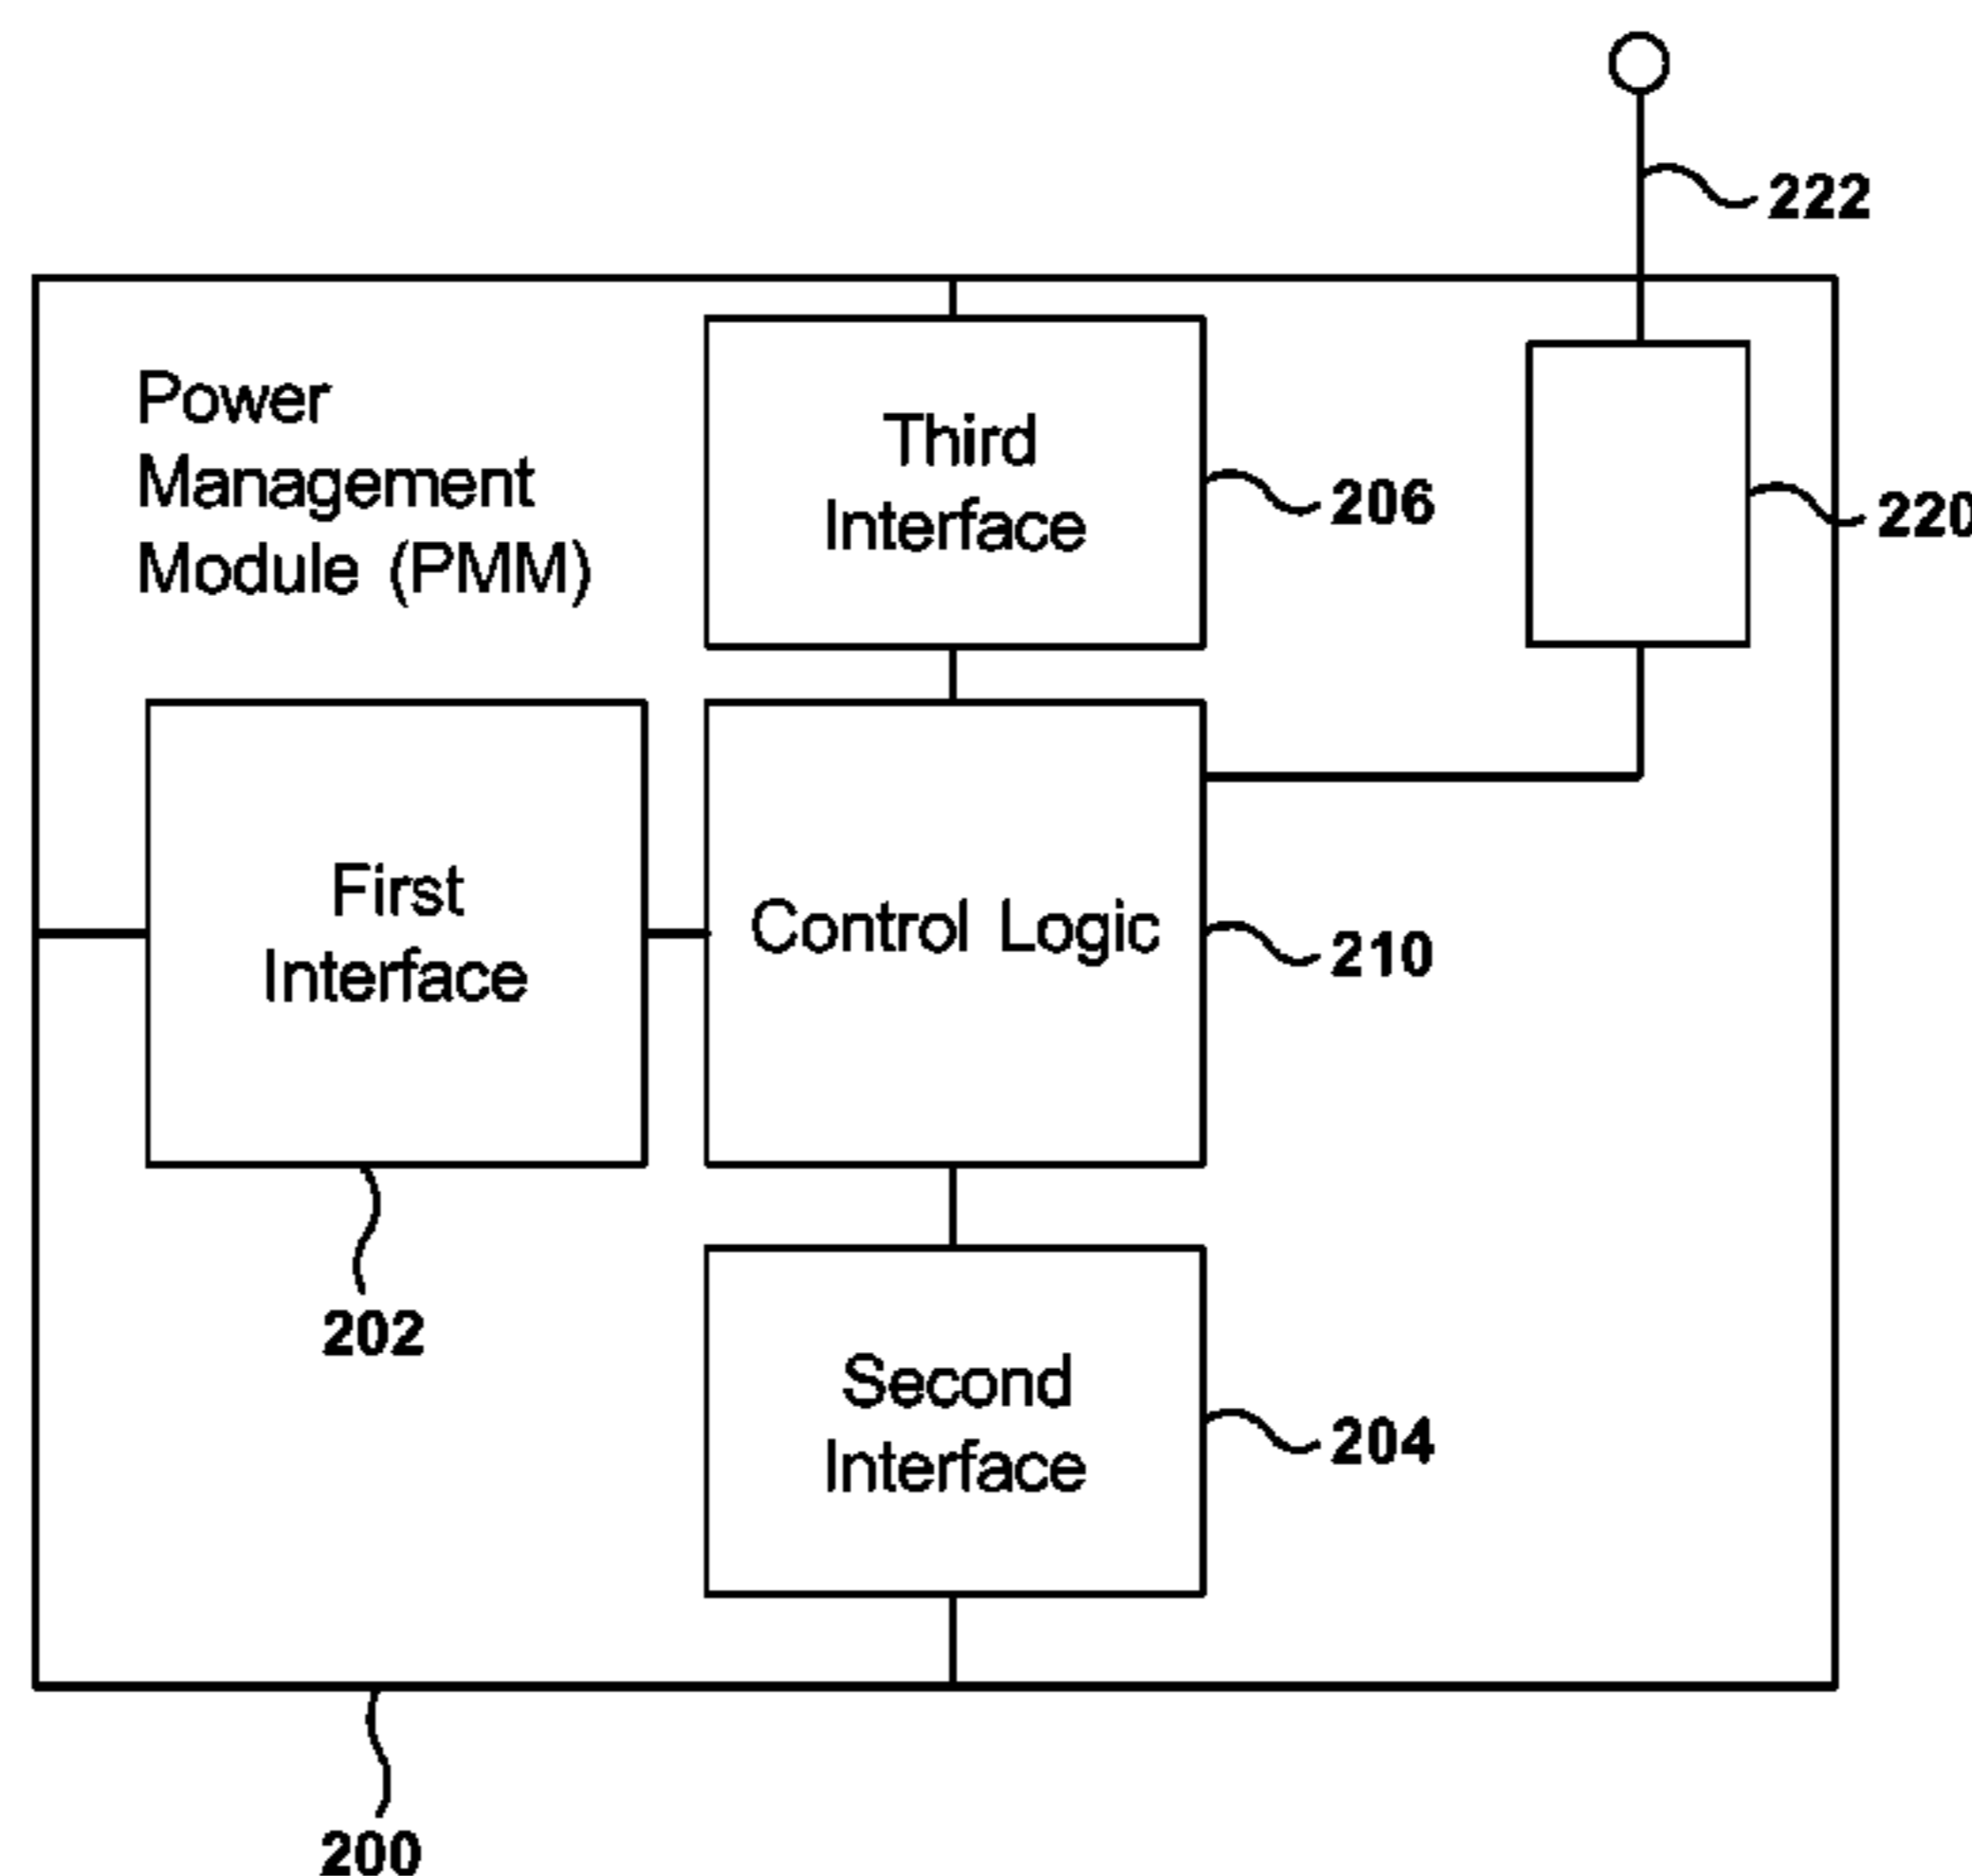 222
Power
Management
Module (PMM)
Third
Interface
206
220
First
Interface
Control Logic
210
202
Second
Interface
204
200